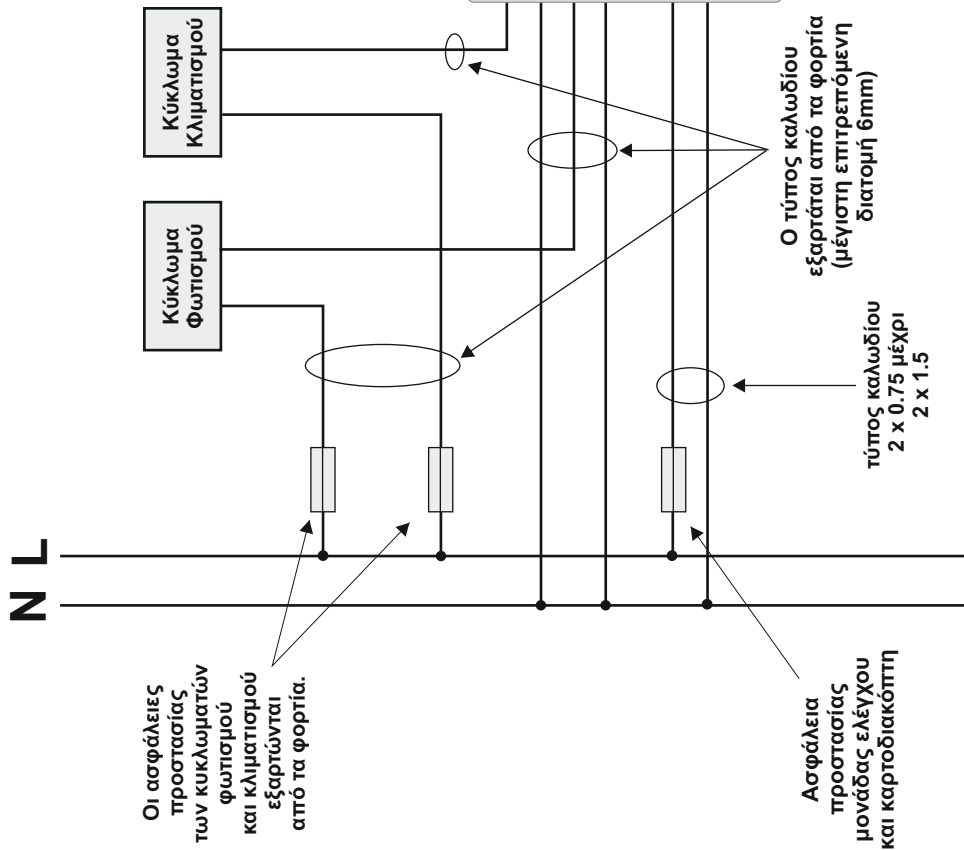 Κύκλωμα
Κλιματισμού
Κύκλωμα
Φωτισμού
Ο τύπος καλωδίου
εξαρτάται από τα φορτία
(μέγιστη επιτρεπόμενη
διατομή 6mm)
τύπος καλωδίου
2 x 0.75 μέχρι
2 x 1.5
N L
Οι ασφάλειες
προστασίας
των κυκλωματών
φωτισμού
και κλιματισμού
εξαρτώνται
από τα φορτία.
Ασφάλεια
προστασίας
μονάδας ελέγχου
και καρτοδιακόπτη